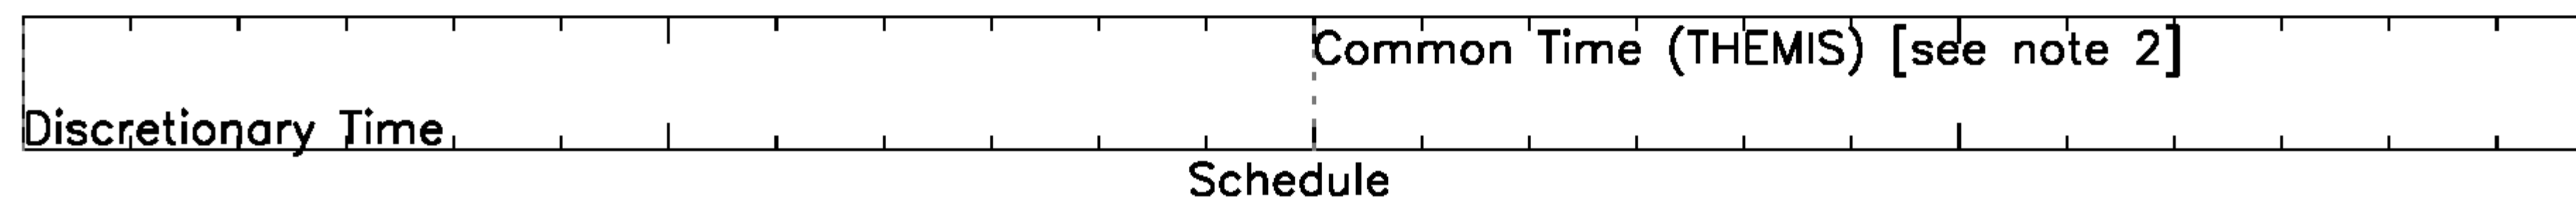 Common Time (THEMIS) [see note 2]
Discretionary Time
Schedule